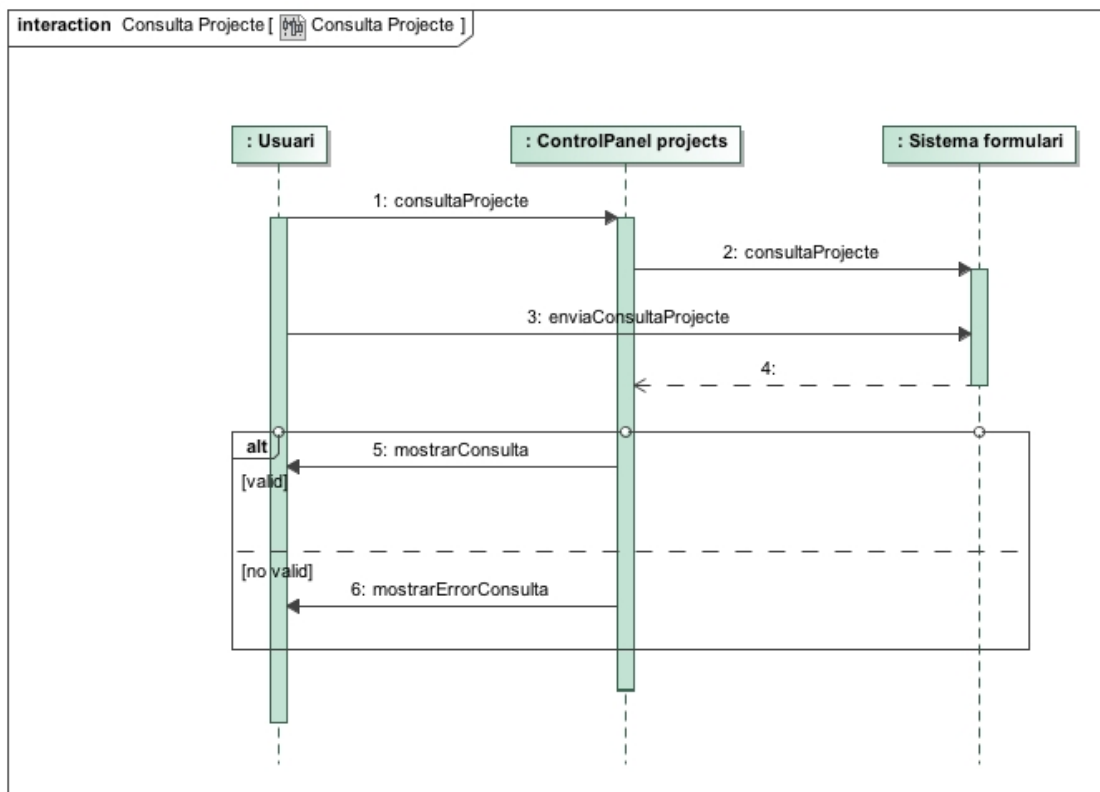 interaction Consulta Projecte [ Consulta Projecte ]
: Usuari
: ControlPanel projects
: Sistema formulari
1: consultaProjecte
2: consultaProjecte
3: enviaConsultaProjecte
4:
alt
5: mostrarConsulta
[valid]
[no valid]
6: mostrarErrorConsulta